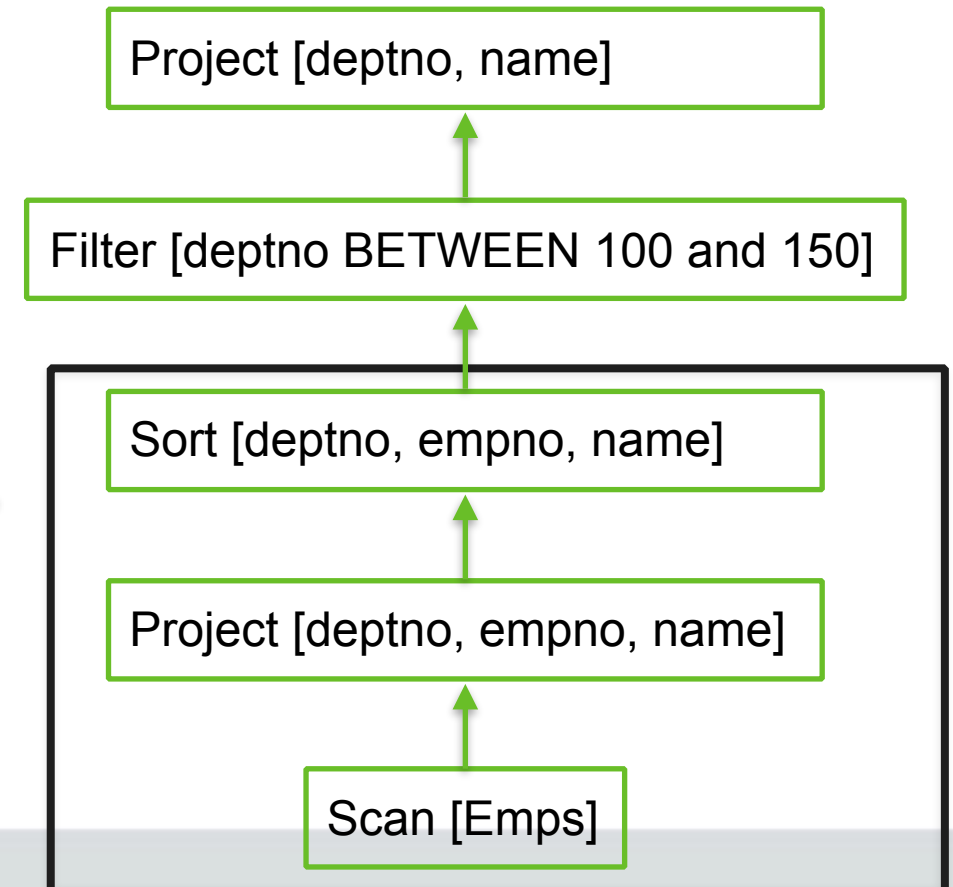 Project [deptno, name]
Filter [deptno BETWEEN 100 and 150]
Sort [deptno, empno, name]
Project [deptno, empno, name]
Scan [Emps]